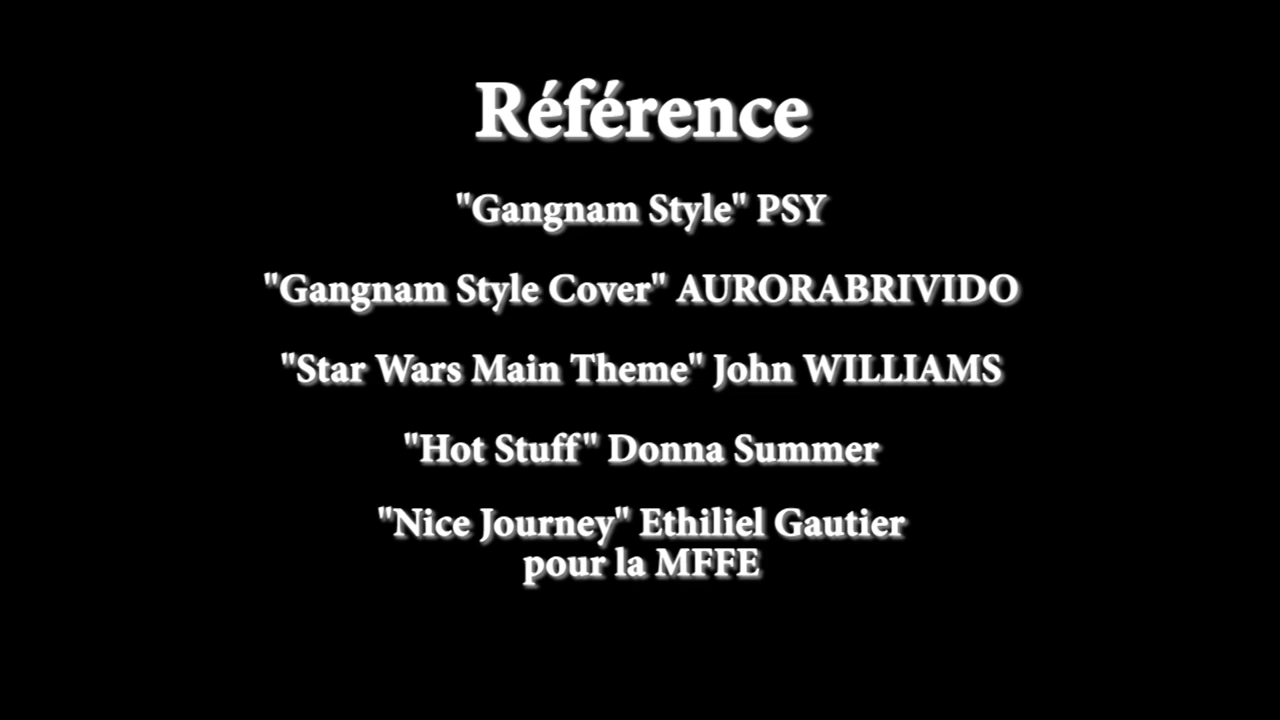 Référence
"Gangnam Style" PSY
"Gangnam Style Cover" AURORABRIVIDO
"Star Wars Main Theme" John WILLIAMS
"Hot Stuff" Donna Summer
"Nice Journey" Ethiliel Gautier
pour la MFFE